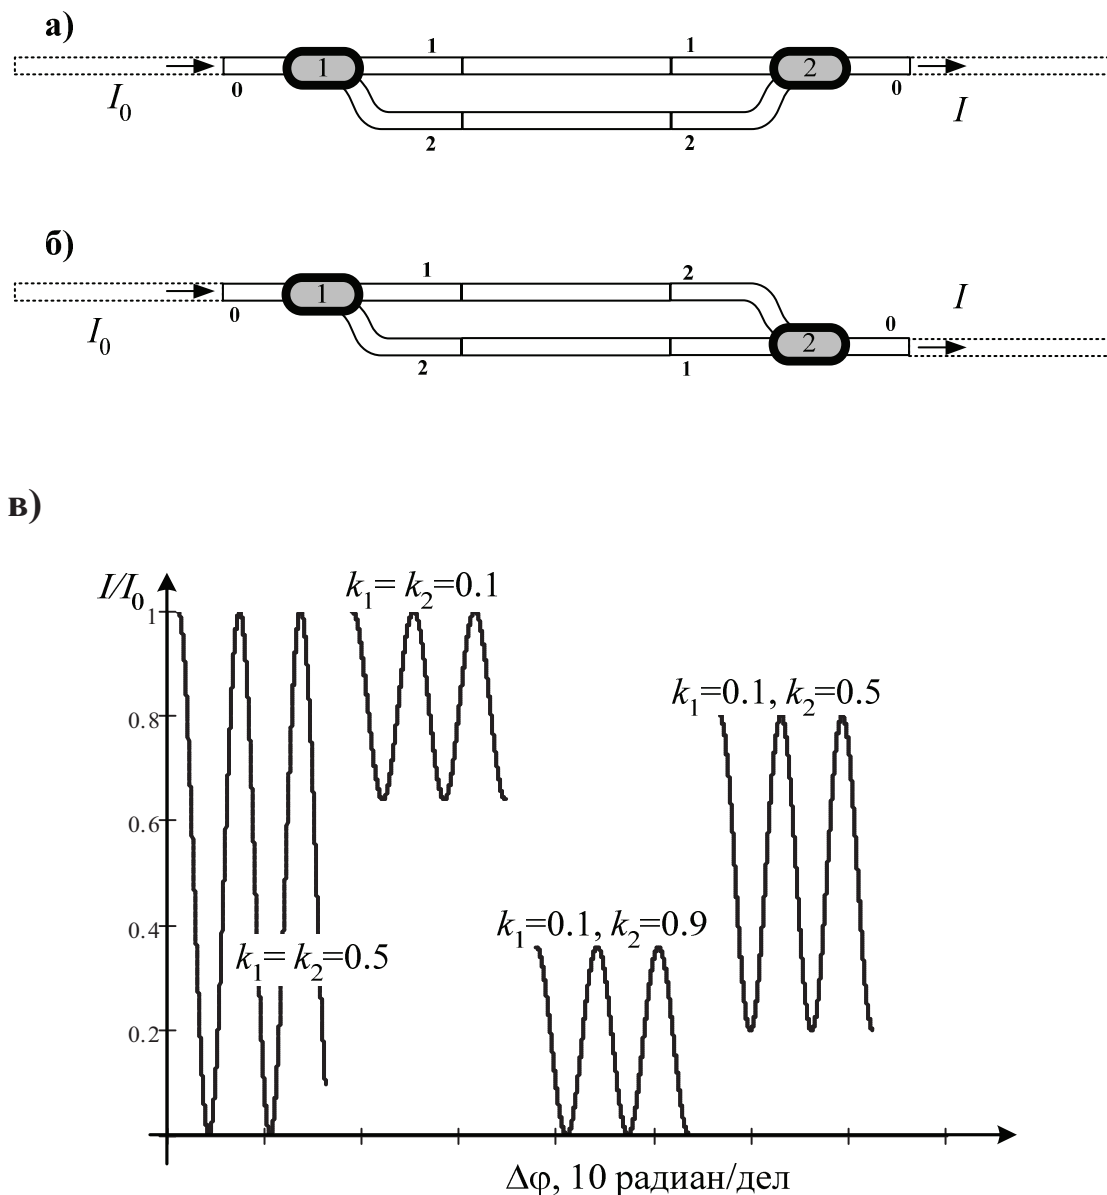 а)
1 1
1 2
0 0
I₀ I
2 2
б)
1 2
I
1 0
0
I₀ 2
2 1
в)
I/I₀ k₁= k₂=0.1
1
k₁=0.1, k₂=0.5
0.8
0.6
k₁=0.1, k₂=0.9
0.4
k₁= k₂=0.5
0.2
Δφ, 10 радиан/дел